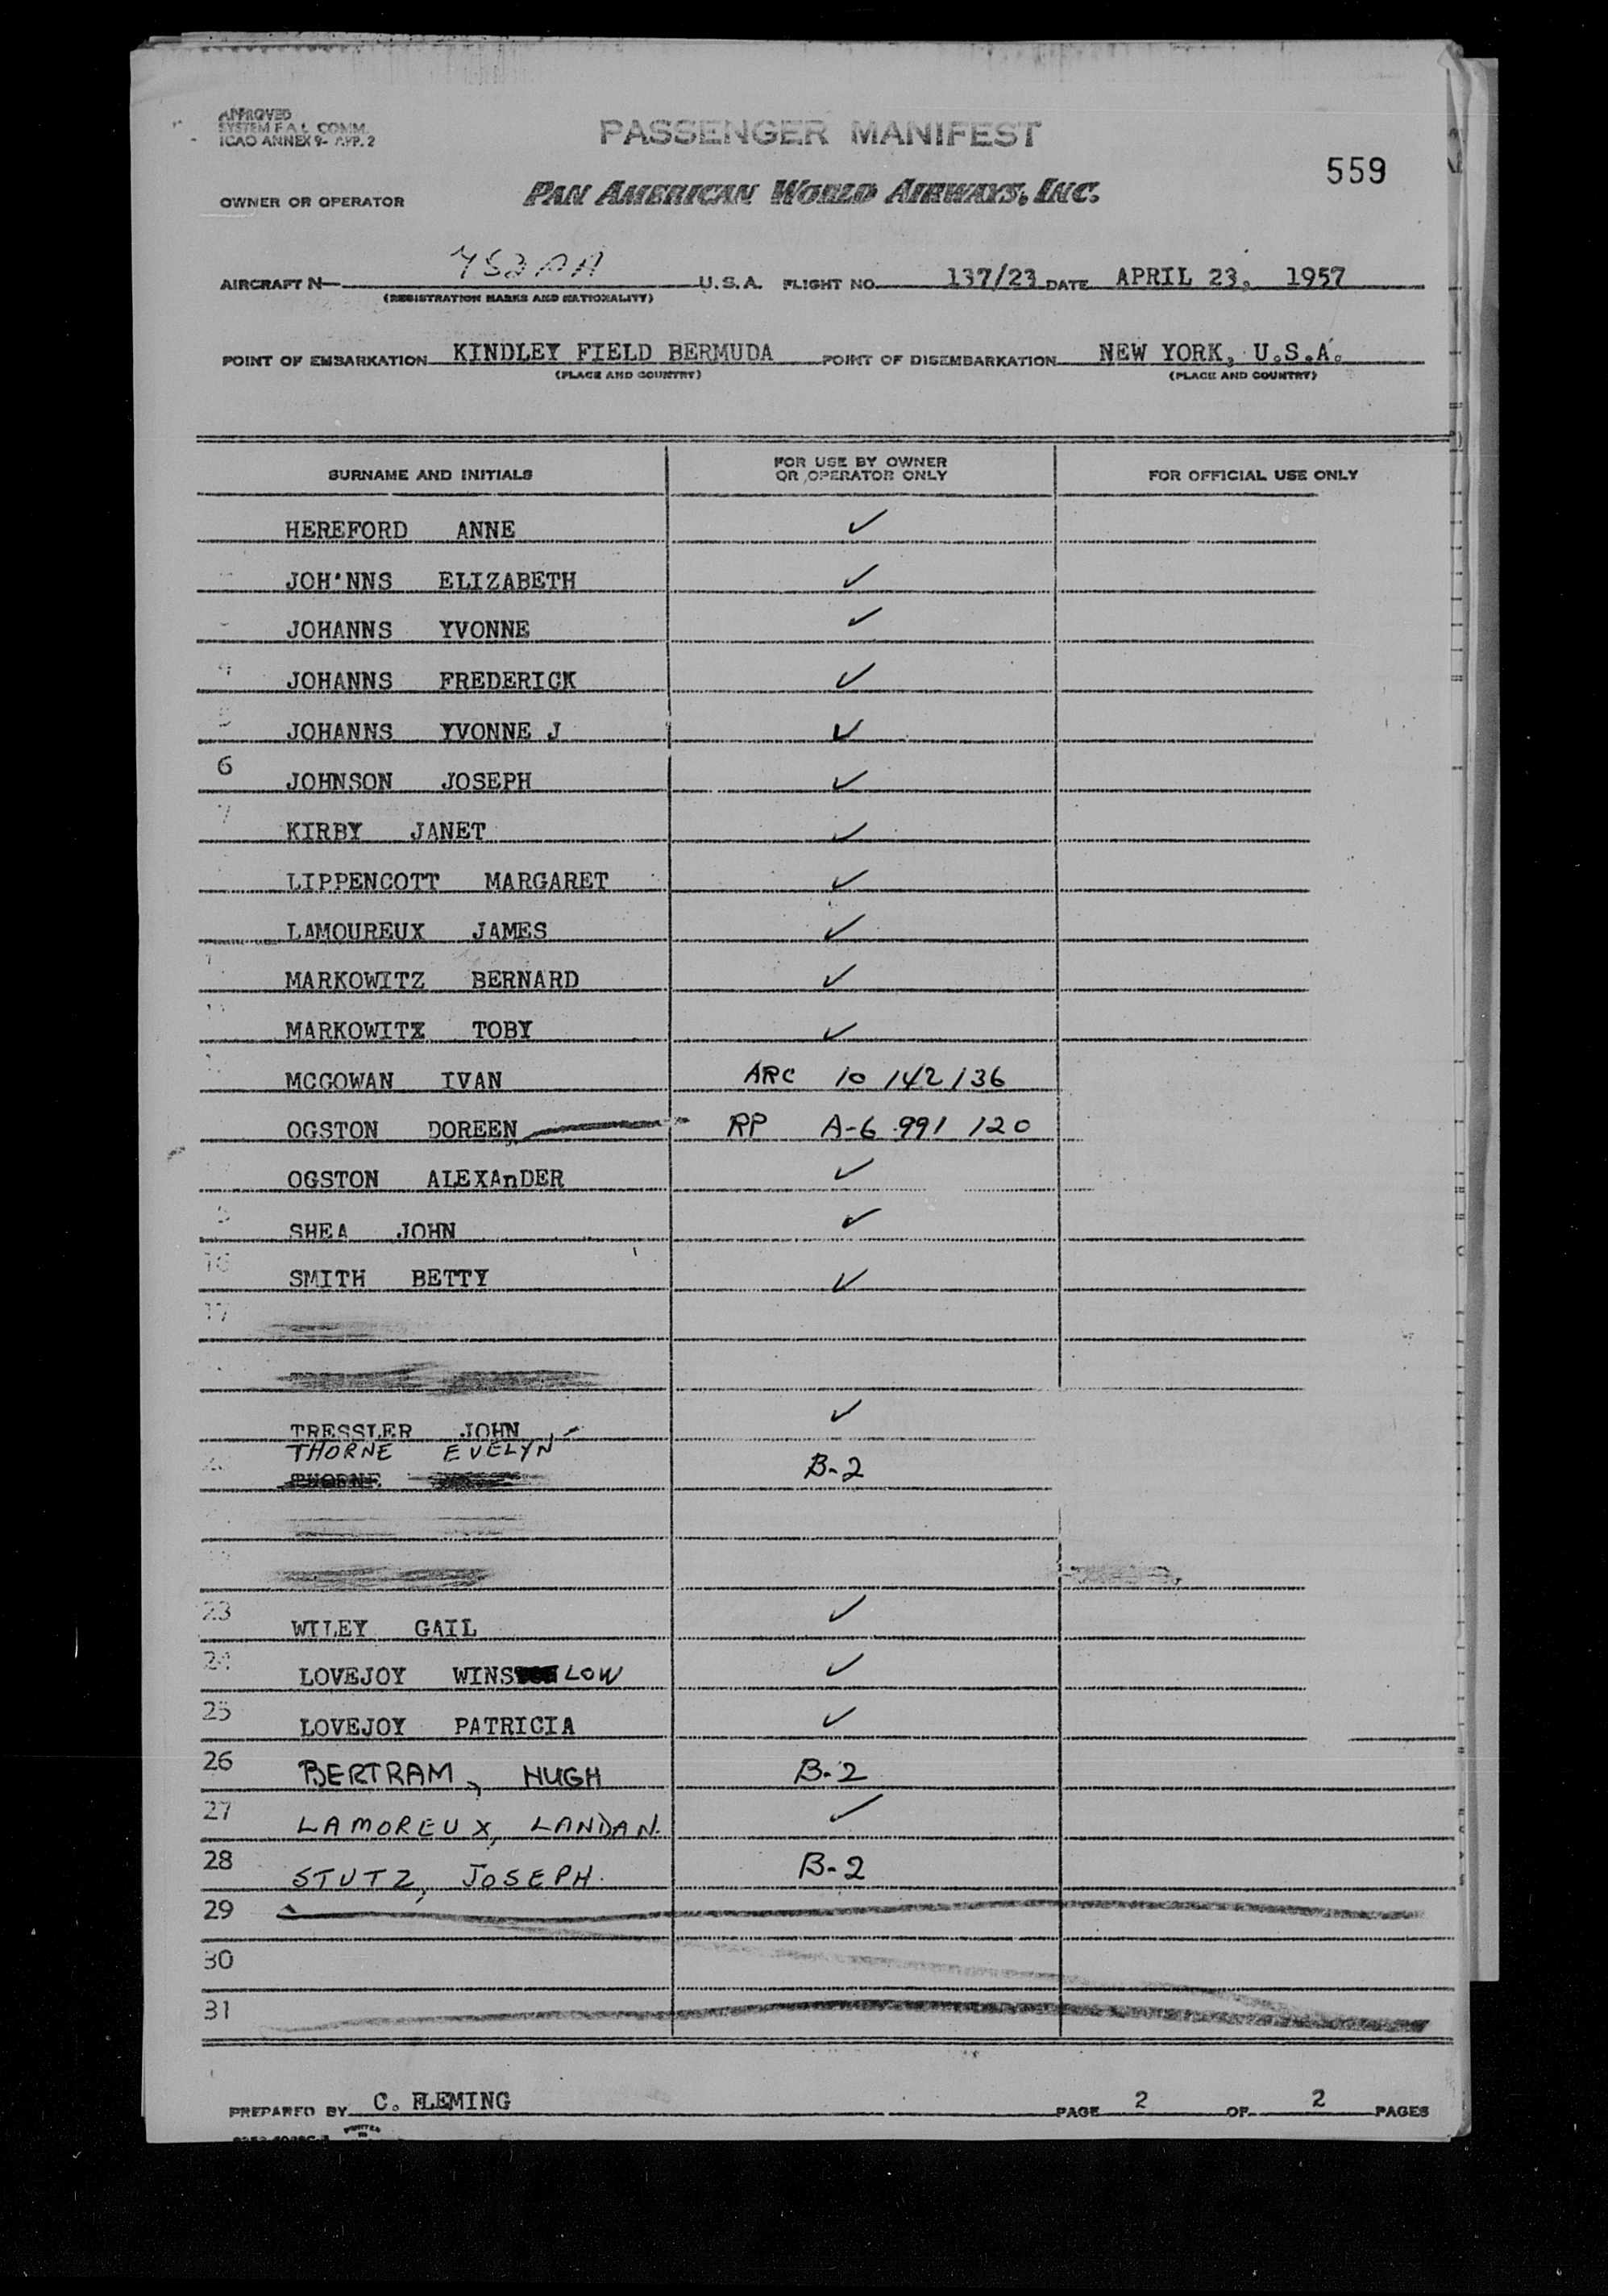 APPROVED
SYSTEM F.A.L. COMM.
ICAO ANNEX 9- APP. 2
PASSENGER MANIFEST
559
OWNER OR OPERATOR PAN AMERICAN WORLD AIRWAYS, INC.
AIRCRAFT N U.S.A. FLIGHT NO. 137/23 DATE APRIL 23, 1957
(REGISTRATION MARKS AND NATIONALITY)
POINT OF EMBARKATION KINDLEY FIELD BERMUDA POINT OF DISEMBARKATION NEW YORK, U.S.A.
(PLACE AND COUNTRY) (PLACE AND COUNTRY)
SURNAME AND INITIALS FOR USE BY OWNER OR OPERATOR ONLY FOR OFFICIAL USE ONLY
HEREFORD ANNE ✓
JOH'NNS ELIZABETH ✓
JOHANNS YVONNE ✓
4 JOHANNS FREDERICK ✓
5 JOHANNS YVONNE J ✓
6 JOHNSON JOSEPH ✓
7 KIRBY JANET ✓
LIPPENCOTT MARGARET ✓
LAMOUREUX JAMES ✓
MARKOWITZ BERNARD ✓
MARKOWITZ TOBY ✓
MCGOWAN IVAN ARC 10 142 136
OGSTON DOREEN RP A-6 991 120
OGSTON ALEXAnDER ✓
SHEA JOHN ✓
16 SMITH BETTY ✓
17
TRESSLER JOHN ✓
THORNE EVELYN
THORNE B-2
23 WILEY GAIL ✓
24 LOVEJOY WINSLOW ✓
25 LOVEJOY PATRICIA ✓
26 BERTRAM, HUGH B-2
27 LAMOREUX, LANDAN. ✓
28 STUTZ, JOSEPH. B-2
29
30
31
PREPARED BY C. FLEMING PAGE 2 OF 2 PAGES